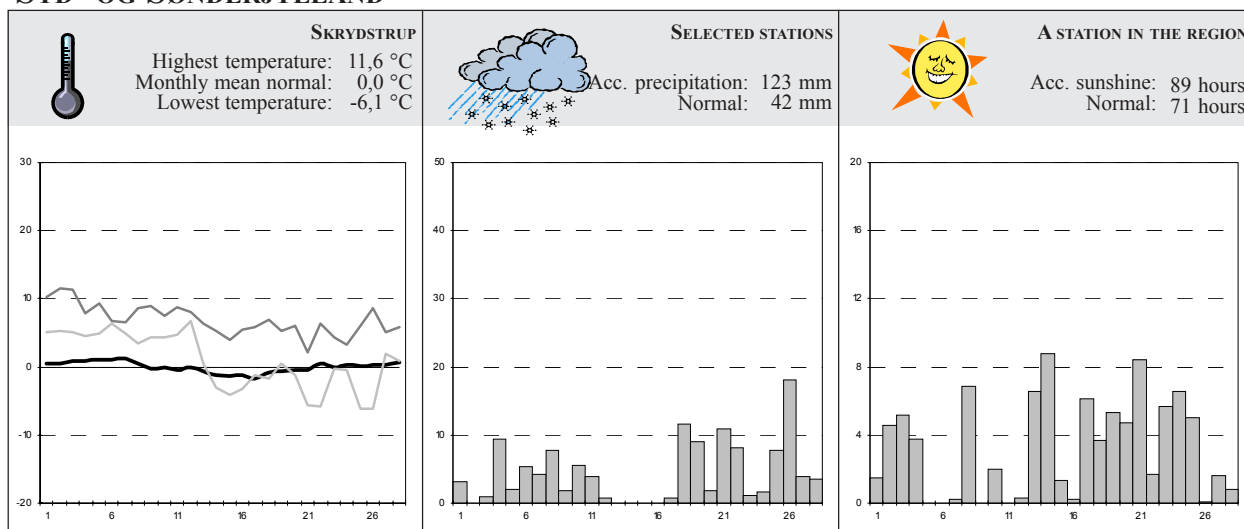 SYD- OG SØNDERJYLLAND
SKRYDSTRUP
Highest temperature: 11,6 °C
Monthly mean normal: 0,0 °C
Lowest temperature: -6,1 °C
SELECTED STATIONS
Acc. precipitation: 123 mm
Normal: 42 mm
A STATION IN THE REGION
Acc. sunshine: 89 hours
Normal: 71 hours
30
20
10
0
-10
-20
1 6 11 16 21 26
50
40
30
20
10
0
1 6 11 16 21 26
20
16
12
8
4
0
1 6 11 16 21 26